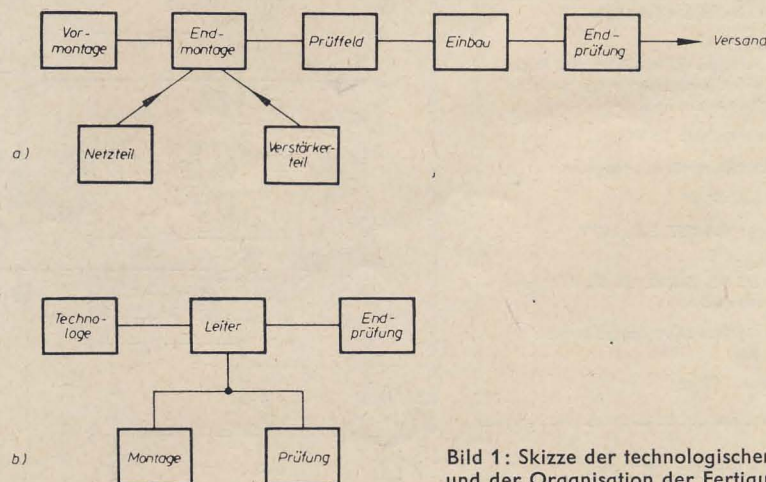 Vor-
montage
End-
montage
Prüffeld
Einbau
End-
prüfung
Versand
a)
Netzteil
Verstärker-
teil
Techno-
loge
Leiter
End-
prüfung
b)
Montage
Prüfung
Bild 1: Skizze der technologischen
und der Organisation der Fertigu